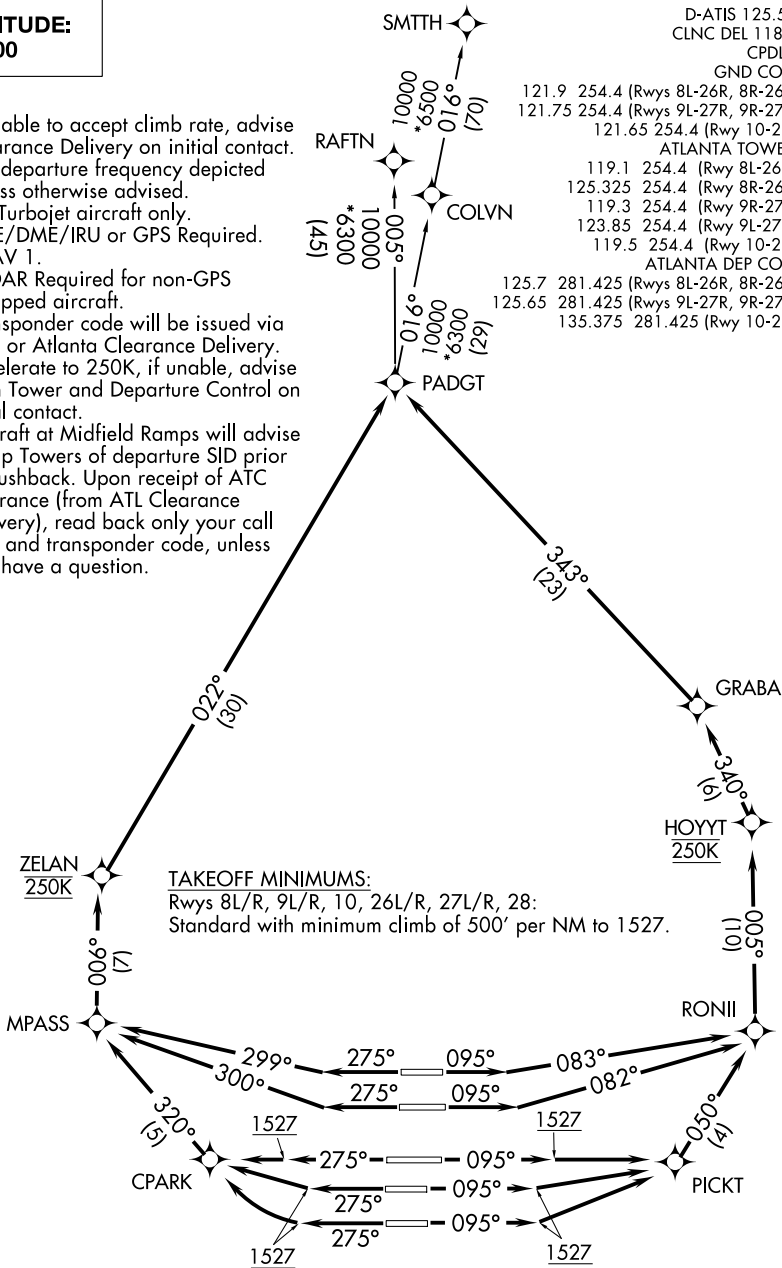 ITUDE:
00
able to accept climb rate, advise
arance Delivery on initial contact.
departure frequency depicted
ss otherwise advised.
Turbojet aircraft only.
E/DME/IRU or GPS Required.
AV 1.
DAR Required for non-GPS
pped aircraft.
nsponder code will be issued via
or Atlanta Clearance Delivery.
elerate to 250K, if unable, advise
Tower and Departure Control on
al contact.
raft at Midfield Ramps will advise
p Towers of departure SID prior
ushback. Upon receipt of ATC
rance (from ATL Clearance
very), read back only your call
and transponder code, unless
have a question.
D-ATIS 125.5
CLNC DEL 118
CPDL
GND CO
121.9 254.4 (Rwys 8L-26R, 8R-26
121.75 254.4 (Rwys 9L-27R, 9R-27
121.65 254.4 (Rwy 10-2
ATLANTA TOWE
119.1 254.4 (Rwy 8L-26
125.325 254.4 (Rwy 8R-26
119.3 254.4 (Rwy 9R-27
123.85 254.4 (Rwy 9L-27
119.5 254.4 (Rwy 10-2
ATLANTA DEP CO
125.7 281.425 (Rwys 8L-26R, 8R-26
125.65 281.425 (Rwys 9L-27R, 9R-27
135.375 281.425 (Rwy 10-2
SMTTH
10000
*6500
016°
(70)
RAFTN
COLVN
005°
10000
*6300
(45)
016°
10000
*6300
(29)
PADGT
343°
(23)
022°
(30)
GRABA
340°
(6)
HOYYT
250K
ZELAN
250K
TAKEOFF MINIMUMS:
Rwys 8L/R, 9L/R, 10, 26L/R, 27L/R, 28:
Standard with minimum climb of 500' per NM to 1527.
006°
(7)
005°
(10)
MPASS
RONII
299° 275° 095° 083°
300° 275° 095° 082°
320°
(5)
050°
(4)
1527
1527
275° 095°
CPARK
PICKT
275° 095°
275° 095°
1527
1527